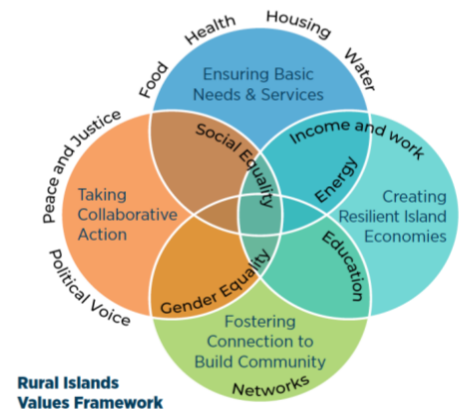 Housing
Health
Water
Food
Ensuring Basic
Needs & Services
Income and work
Social Equality
Peace and Justice
Energy
Taking
Collaborative
Action
Creating
Resilient Island
Economies
Education
Political Voice
Gender Equality
Fostering
Connection to
Build Community
Networks
Rural Islands
Values Framework